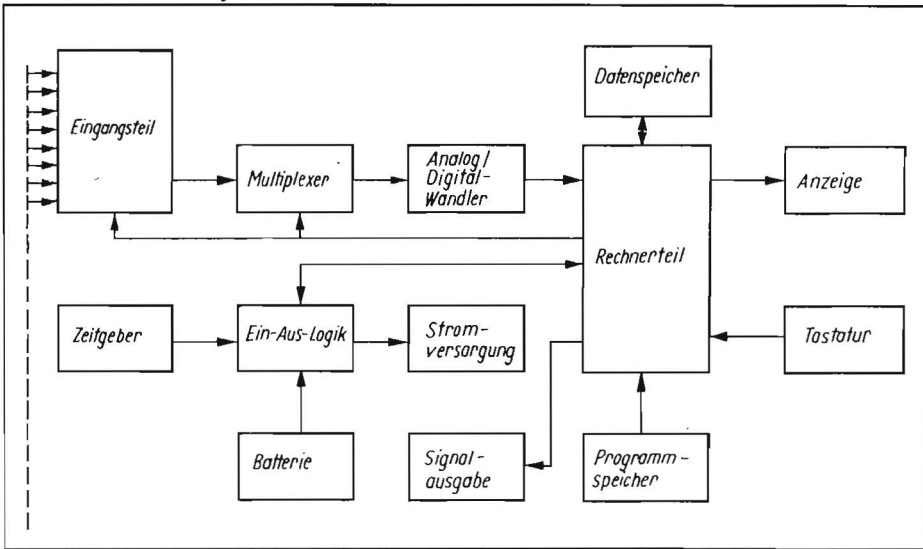 Datenspeicher
Eingangsteil
Multiplexer
Analog/
Digital-
Wandler
Anzeige
Rechnerteil
Zeitgeber
Ein-Aus-Logik
Strom-
versorgung
Tastatur
Batterie
Signal-
ausgabe
Programm-
speicher